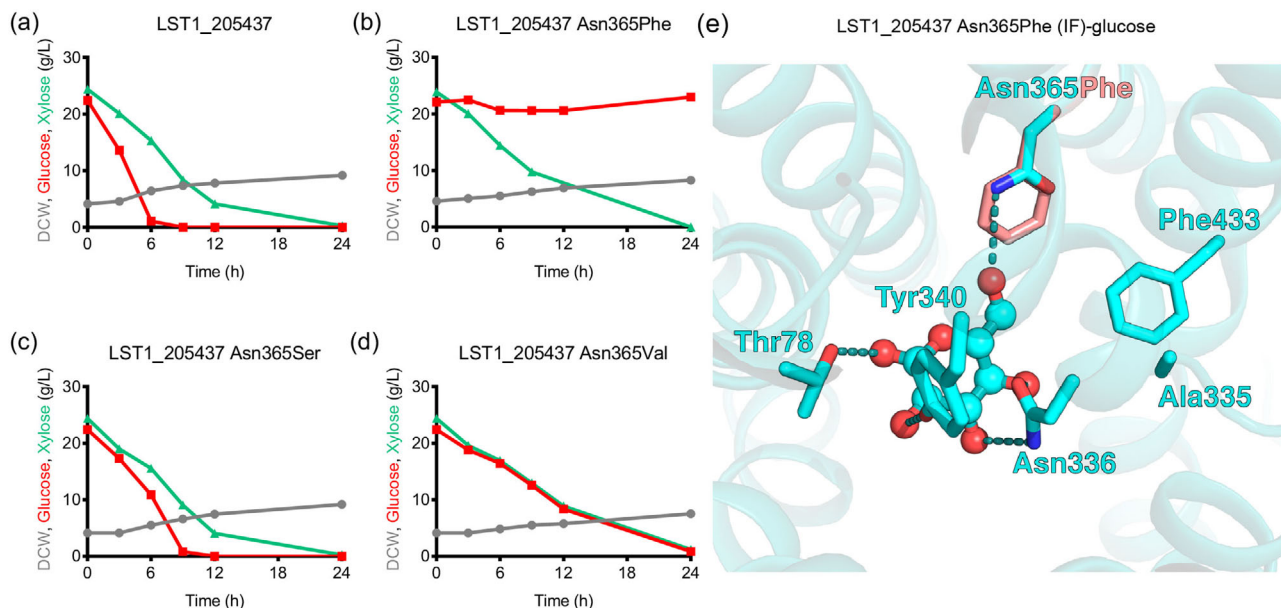 (a) LST1_205437
DCW, Glucose, Xylose (g/L)
30
20
10
0
0 6 12 18 24
Time (h)
(b) LST1_205437 Asn365Phe
DCW, Glucose, Xylose (g/L)
30
20
10
0
0 6 12 18 24
Time (h)
(c) LST1_205437 Asn365Ser
DCW, Glucose, Xylose (g/L)
30
20
10
0
0 6 12 18 24
Time (h)
(d) LST1_205437 Asn365Val
DCW, Glucose, Xylose (g/L)
30
20
10
0
0 6 12 18 24
Time (h)
(e) LST1_205437 Asn365Phe (IF)-glucose
Asn365Phe
Phe433
Tyr340
Thr78
Ala335
Asn336